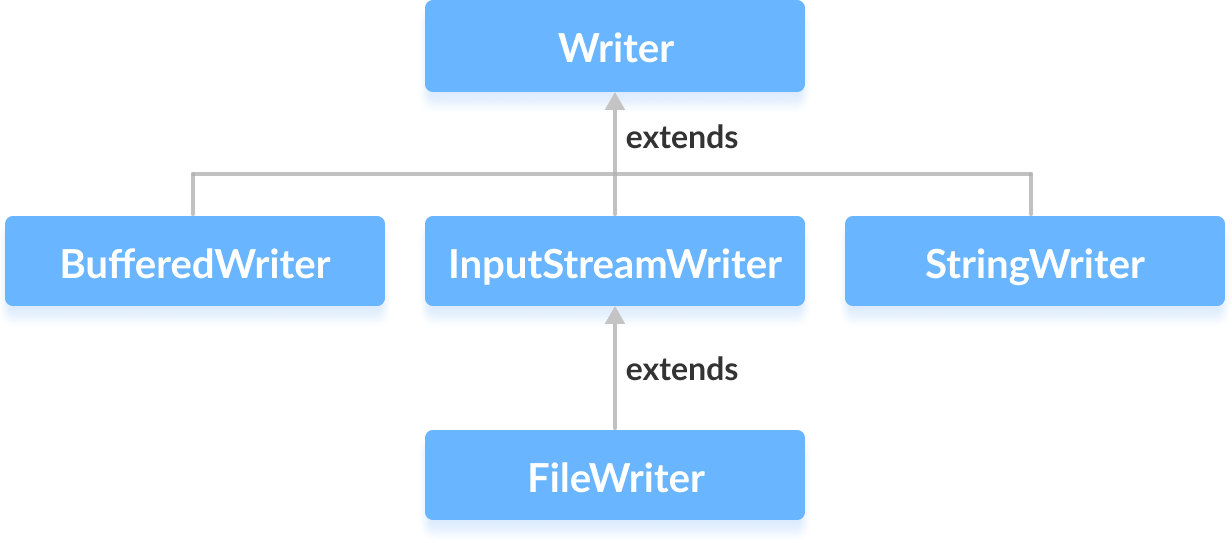 Writer
extends
BufferedWriter
InputStreamWriter
StringWriter
extends
FileWriter